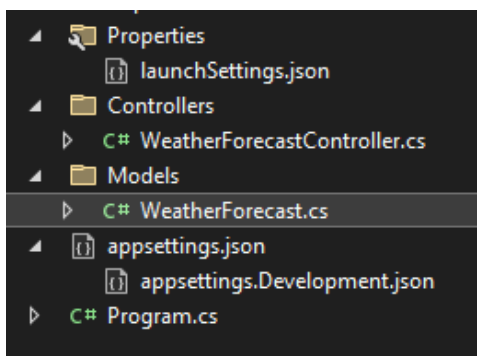 Properties
launchSettings.json
Controllers
C# WeatherForecastController.cs
Models
C# WeatherForecast.cs
appsettings.json
appsettings.Development.json
C# Program.cs